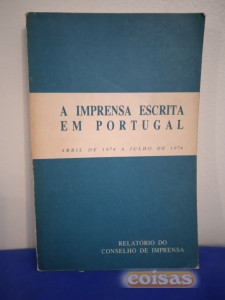 A IMPRENSA ESCRITA
EM PORTUGAL
ABRIL DE 1974 A JULHO DE 1976
RELATÓRIO DO
CONSELHO DE IMPRENSA
coisas